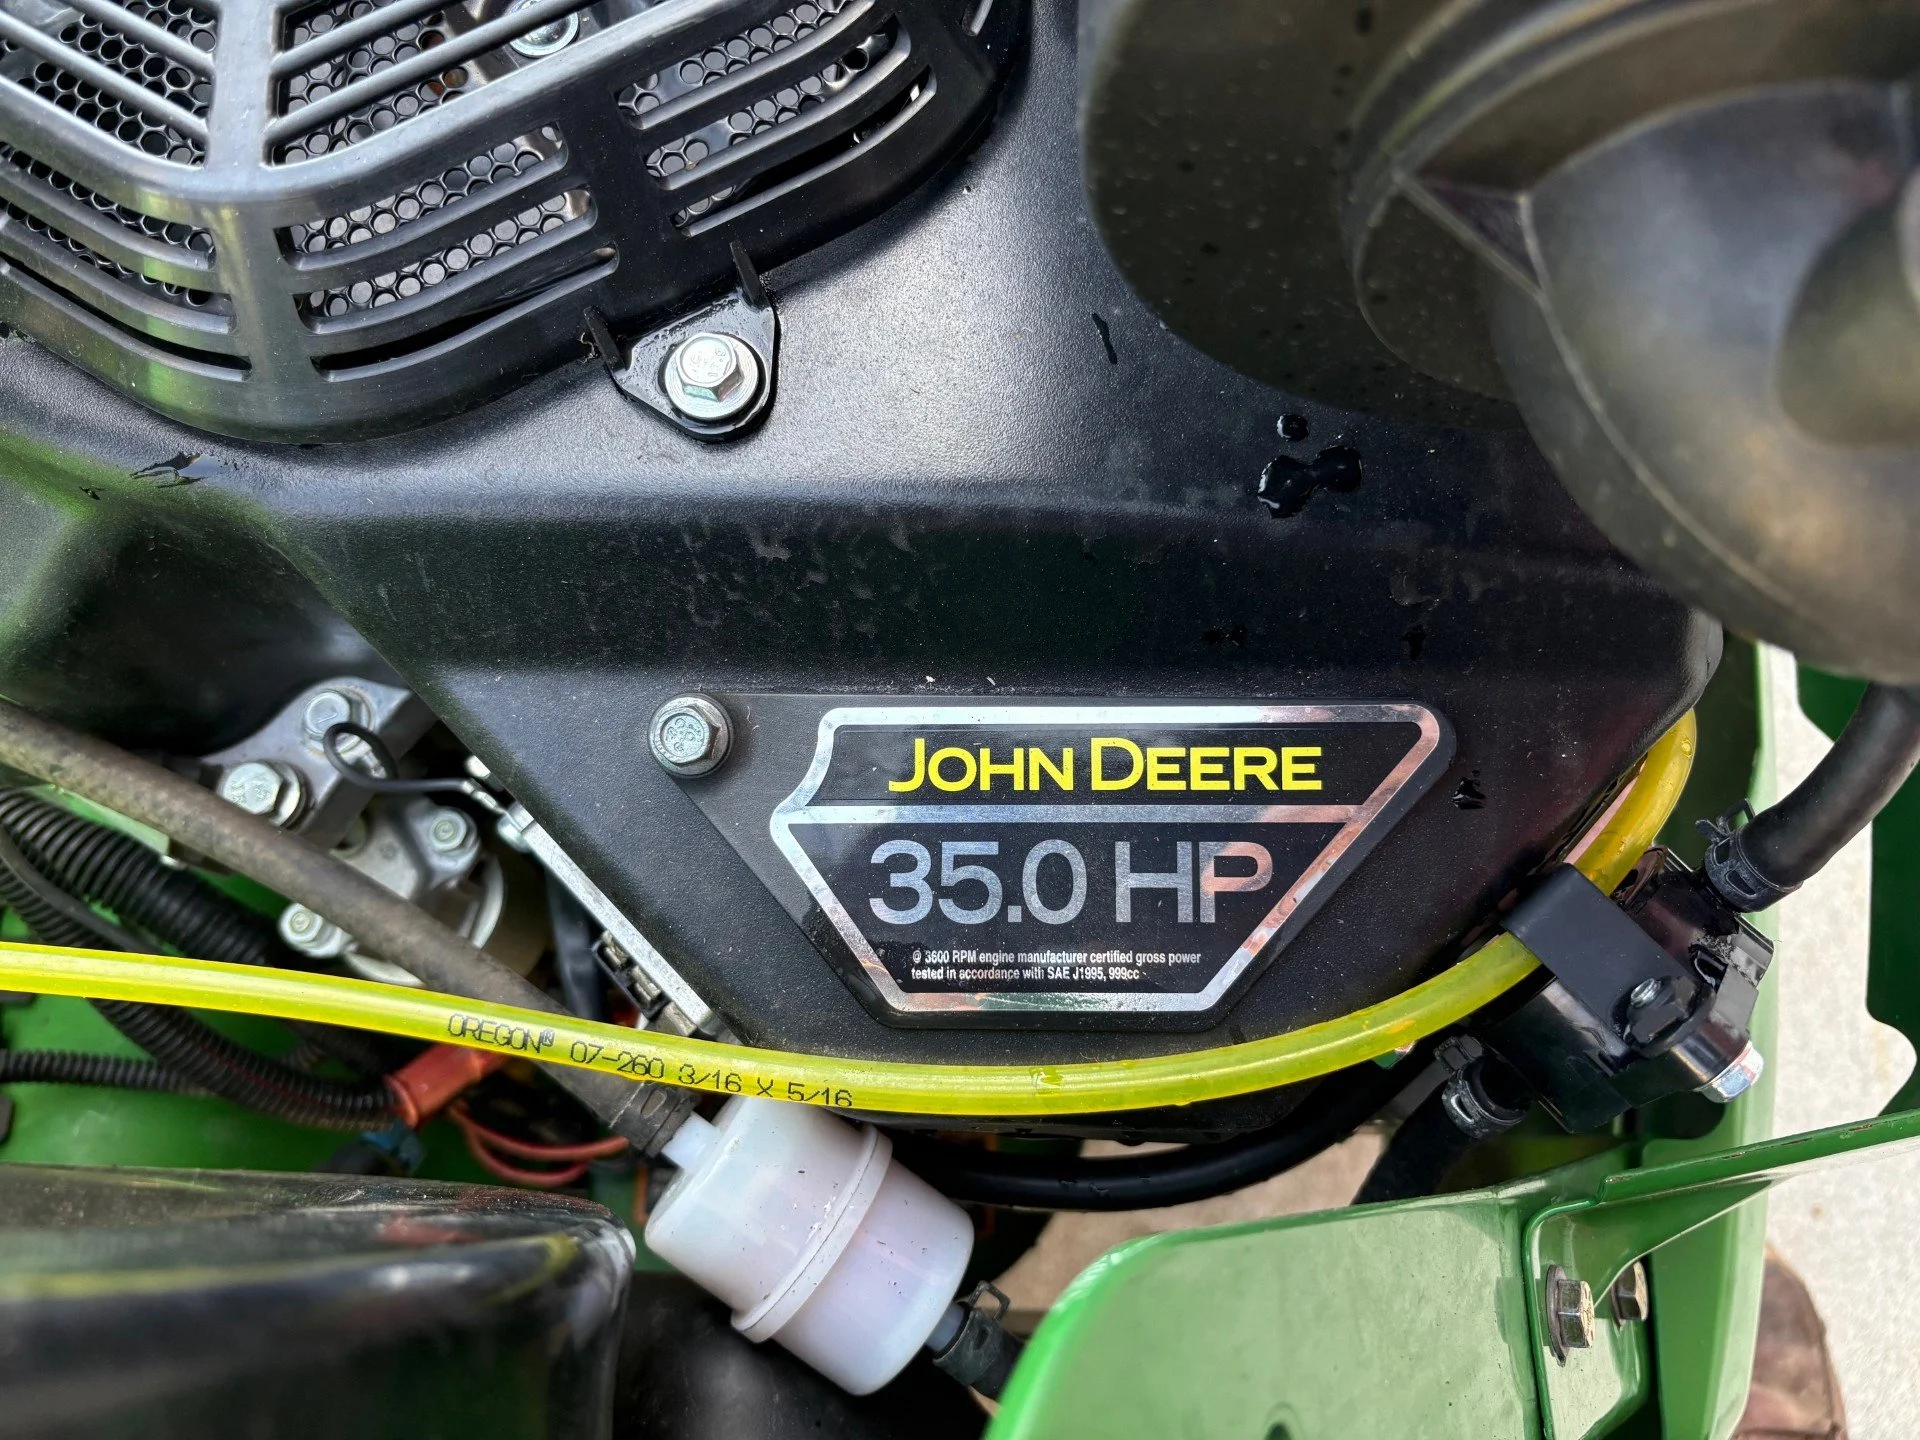 JOHN DEERE
35.0 HP
@ 3600 RPM engine manufacturer certified gross power
tested in accordance with SAE J1995, 999cc
OREGON® 07-260 3/16 X 5/16